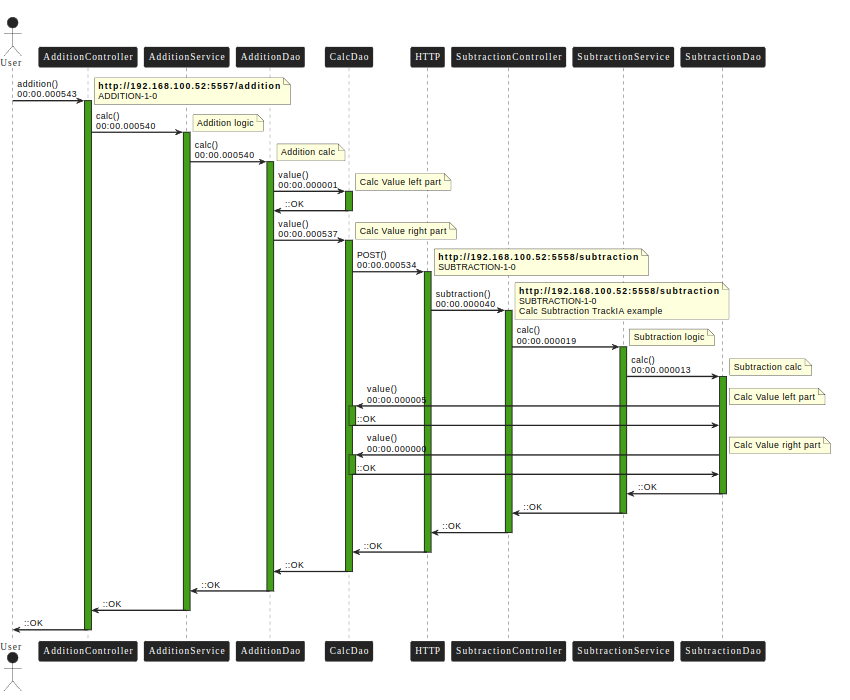 User
AdditionController
AdditionService
AdditionDao
CalcDao
HTTP
SubtractionController
SubtractionService
SubtractionDao
addition()
00:00.000543
http://192.168.100.52:5557/addition
ADDITION-1-0
calc()
00:00.000540
Addition logic
calc()
00:00.000540
Addition calc
value()
00:00.000001
Calc Value left part
::OK
value()
00:00.000537
Calc Value right part
POST()
00:00.000534
http://192.168.100.52:5558/subtraction
SUBTRACTION-1-0
subtraction()
00:00.000040
http://192.168.100.52:5558/subtraction
SUBTRACTION-1-0
Calc Subtraction TrackIA example
calc()
00:00.000019
Subtraction logic
calc()
00:00.000013
Subtraction calc
value()
00:00.000005
Calc Value left part
::OK
value()
00:00.000000
Calc Value right part
::OK
::OK
::OK
::OK
::OK
::OK
::OK
::OK
::OK
User
AdditionController
AdditionService
AdditionDao
CalcDao
HTTP
SubtractionController
SubtractionService
SubtractionDao